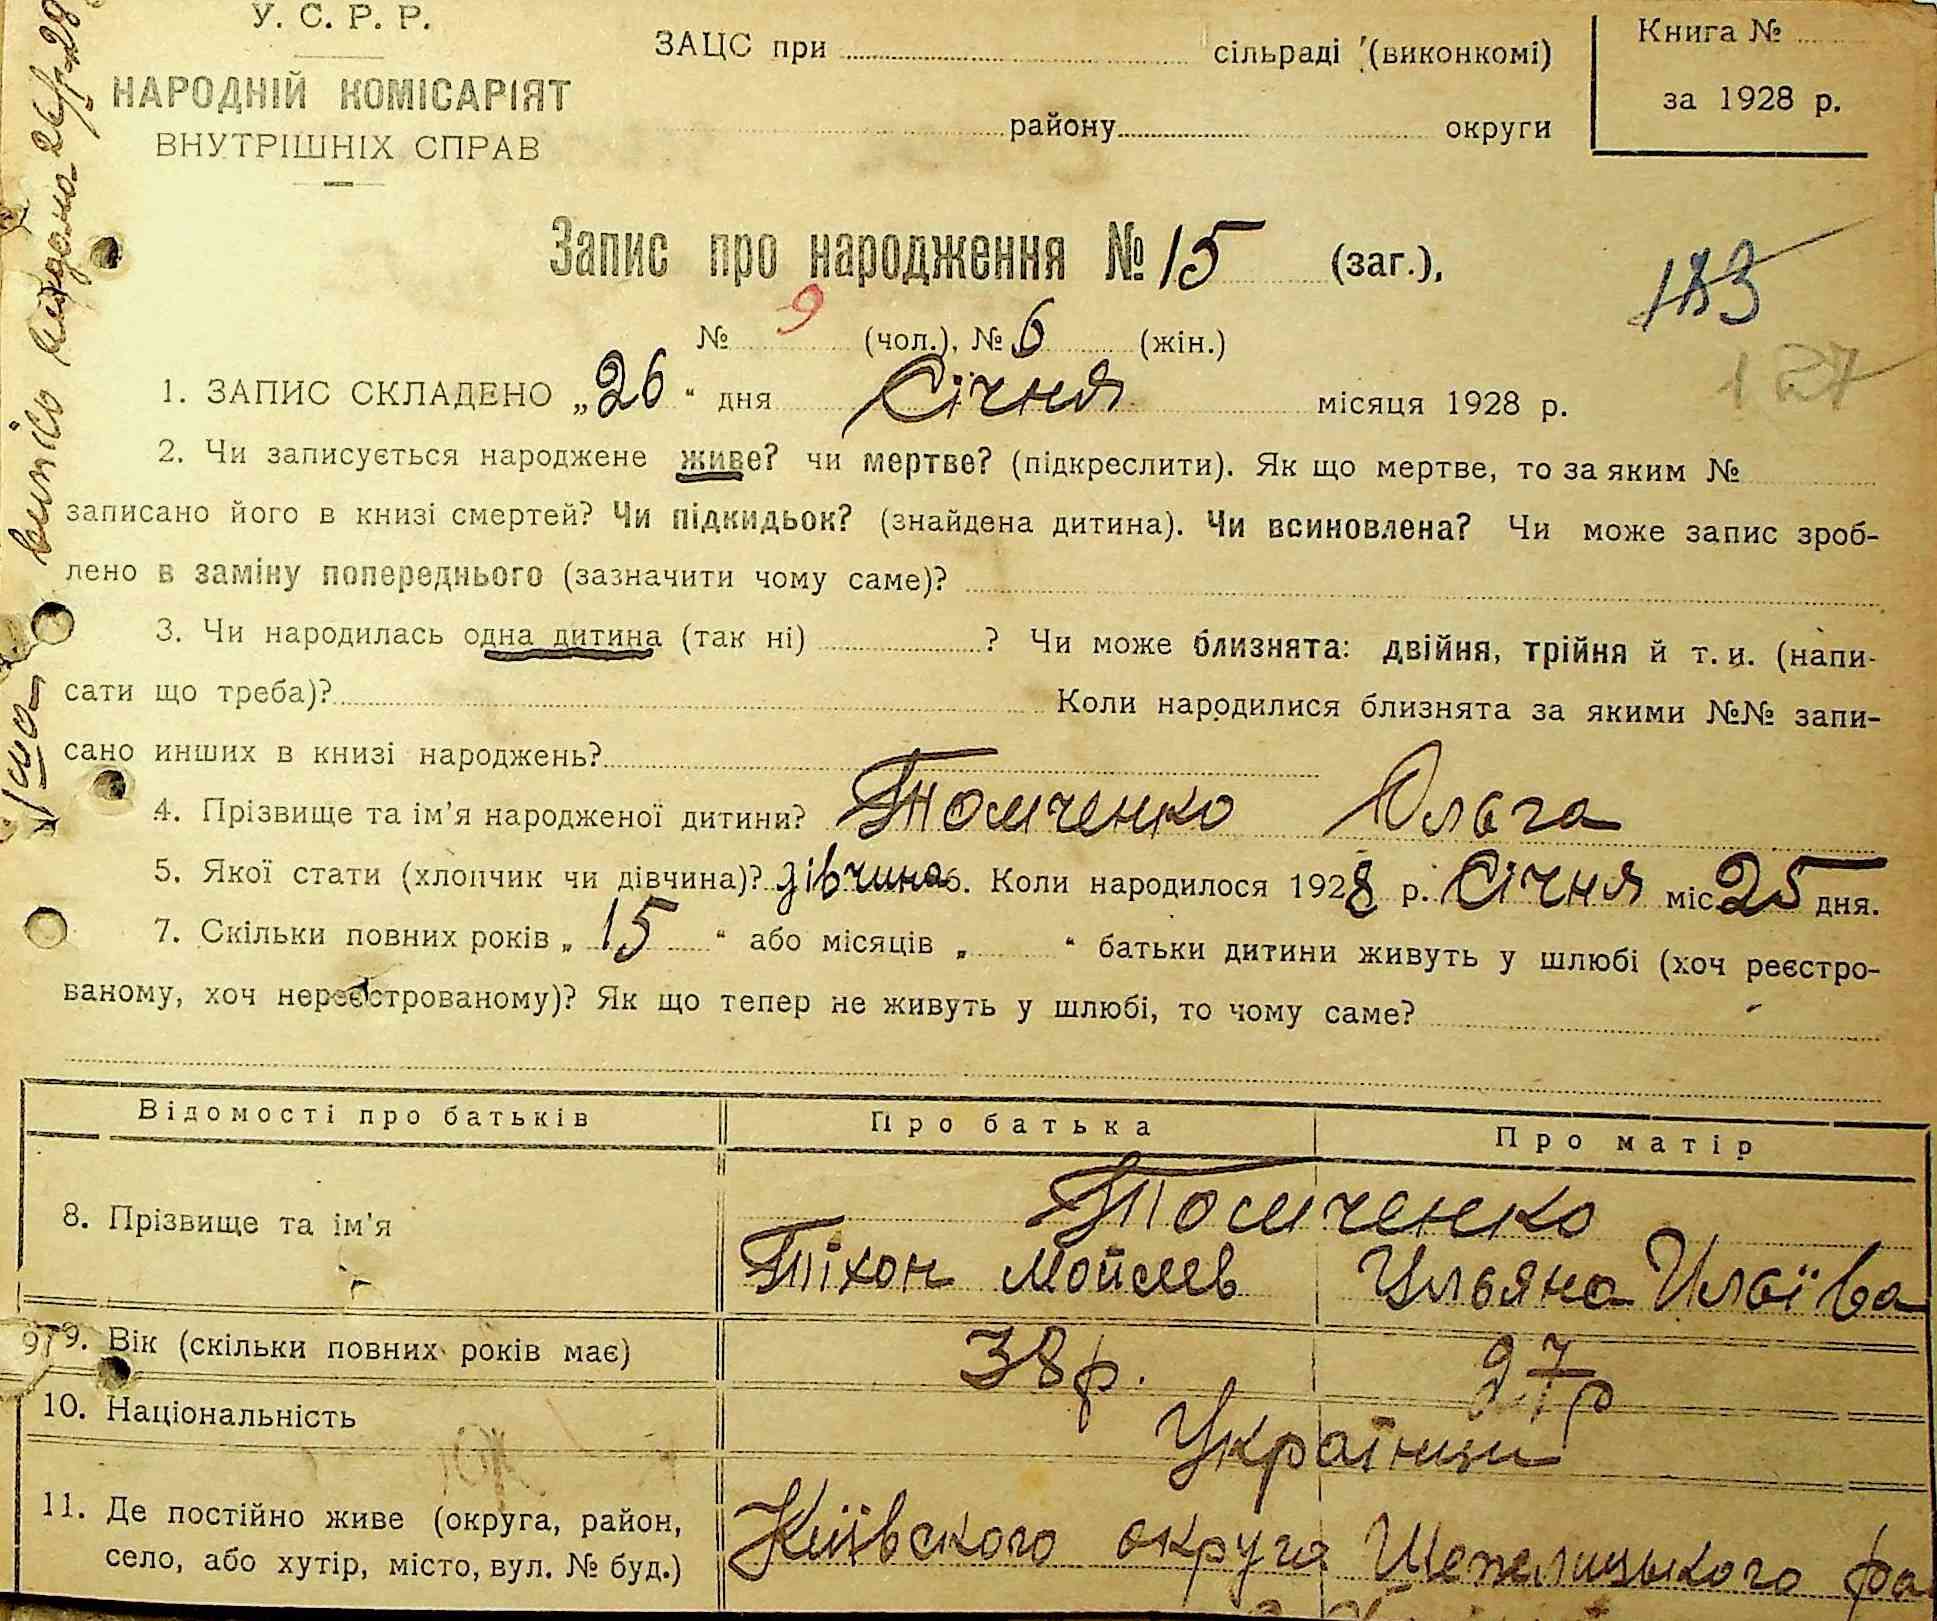 У. С. Р. Р.
НАРОДНІЙ КОМІСАРІЯТ
ВНУТРІШНІХ СПРАВ
ЗАЦС при сільраді (виконкомі)
району округи
Книга №
за 1928 р.
Запис про народження № 15 (заг.),
183
№ 9 (чол.), № 6 (жін.)
127
1. ЗАПИС СКЛАДЕНО „26“ дня Січня місяця 1928 р.
2. Чи записується народжене живе? чи мертве? (підкреслити). Як що мертве, то за яким №
записано його в книзі смертей? Чи підкидьок? (знайдена дитина). Чи всиновлена? Чи може запис зроб-
лено в заміну попереднього (зазначити чому саме)?
3. Чи народилась одна дитина (так ні) ? Чи може близнята: двійня, трійня й т. и. (напи-
сати що треба)? Коли народилися близнята за якими №№ запи-
сано инших в книзі народжень?
4. Прізвище та ім'я народженої дитини? Томченко Ольга
5. Якої стати (хлопчик чи дівчина)? дівчина 6. Коли народилося 1928 р. Січня міс. 25 дня.
7. Скільки повних років „ 15 “ або місяців „ “ батьки дитини живуть у шлюбі (хоч реєстро-
ваному, хоч нереєстрованому)? Як що тепер не живуть у шлюбі, то чому саме?
Відомості про батьків Про батька Про матір
8. Прізвище та ім'я Томченко
Тіхон Мойсеев Ульяна Ильїва
9. Вік (скільки повних років має) 38 р. 27 р
10. Національність Українци
11. Де постійно живе (округа, район, Київского округа Шепелицького ра
село, або хутір, місто, вул. № буд.)